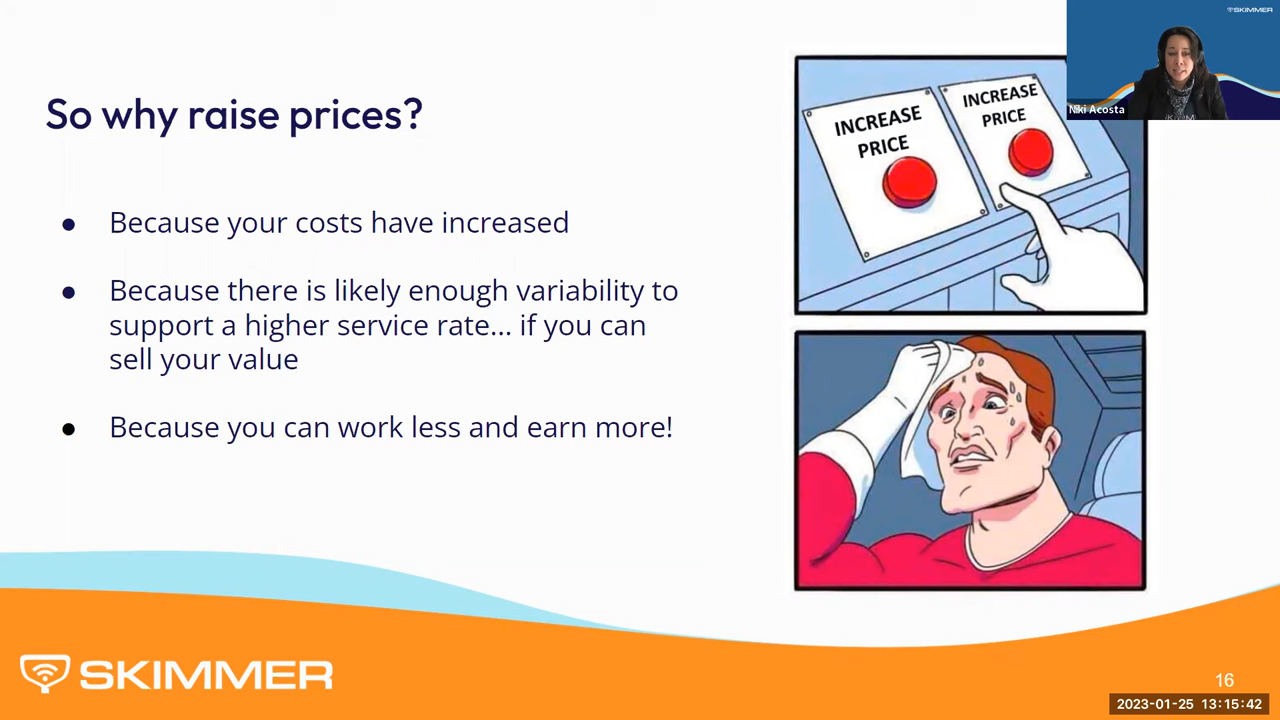 SKIMMER
So why raise prices?
INCREASE
PRICE
INCREASE
PRICE
Niki Acosta
● Because your costs have increased
● Because there is likely enough variability to
support a higher service rate... if you can
sell your value
● Because you can work less and earn more!
SKIMMER
16
2023-01-25 13:15:42